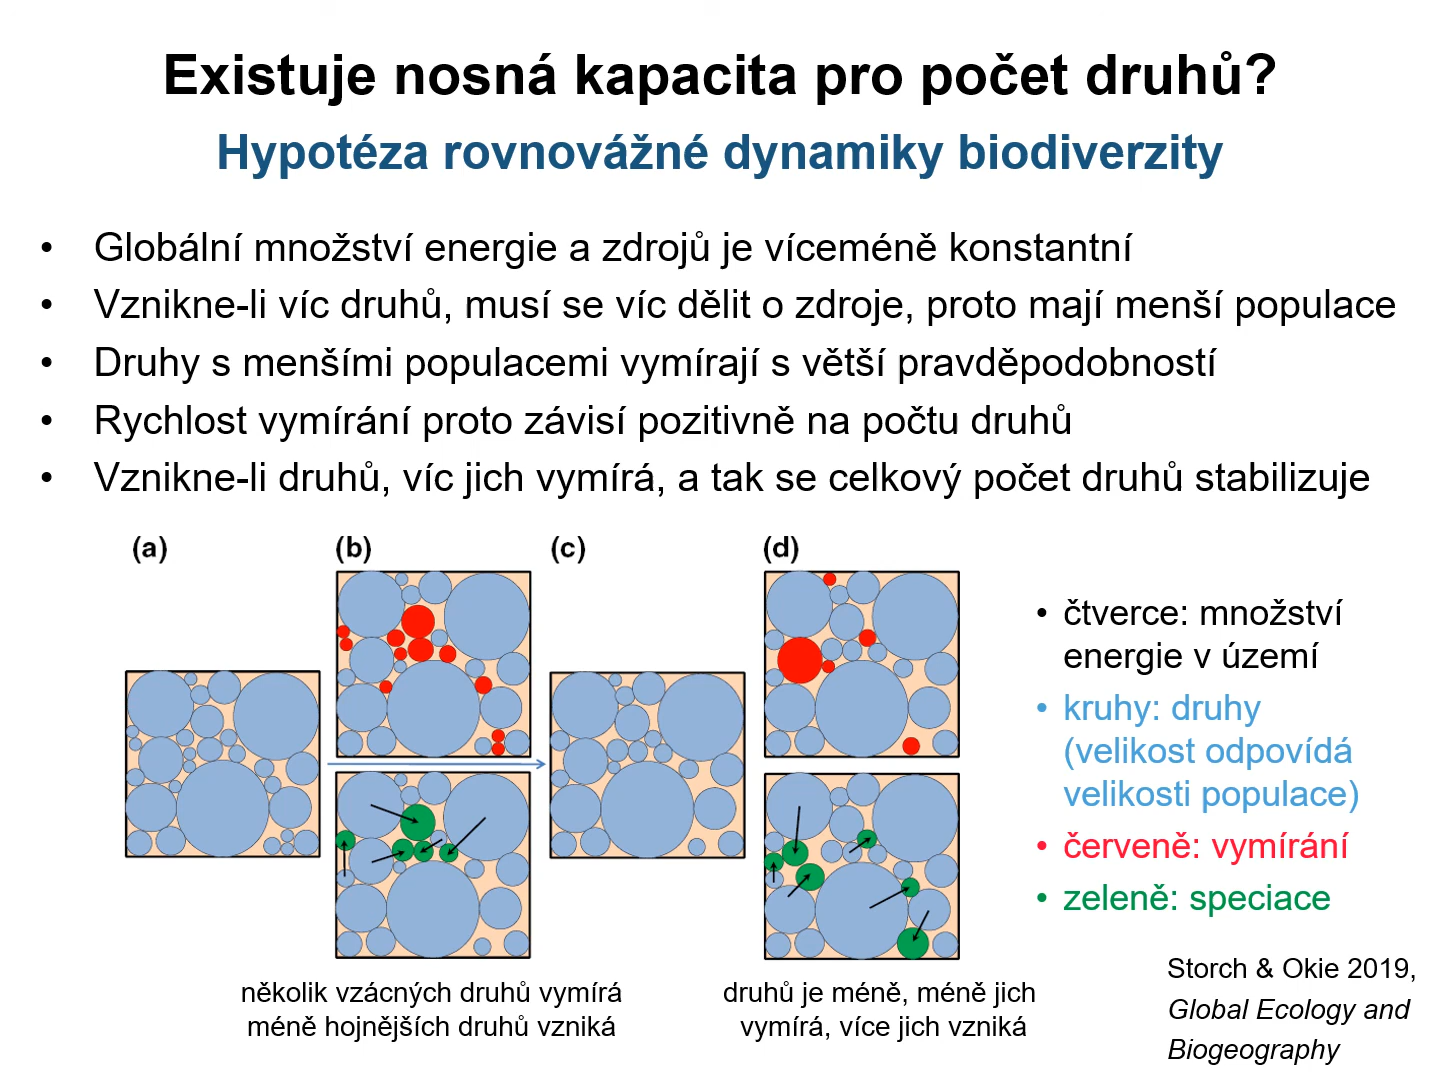 Existuje nosná kapacita pro počet druhů?
Hypotéza rovnovážné dynamiky biodiverzity
• Globální množství energie a zdrojů je víceméně konstantní
• Vznikne-li víc druhů, musí se víc dělit o zdroje, proto mají menší populace
• Druhy s menšími populacemi vymírají s větší pravděpodobností
• Rychlost vymírání proto závisí pozitivně na počtu druhů
• Vznikne-li druhů, víc jich vymírá, a tak se celkový počet druhů stabilizuje
(a) (b) (c) (d)
• čtverce: množství
energie v území
• kruhy: druhy
(velikost odpovídá
velikosti populace)
• červeně: vymírání
• zeleně: speciace
několik vzácných druhů vymírá
méně hojnějších druhů vzniká
druhů je méně, méně jich
vymírá, více jich vzniká
Storch & Okie 2019,
Global Ecology and
Biogeography